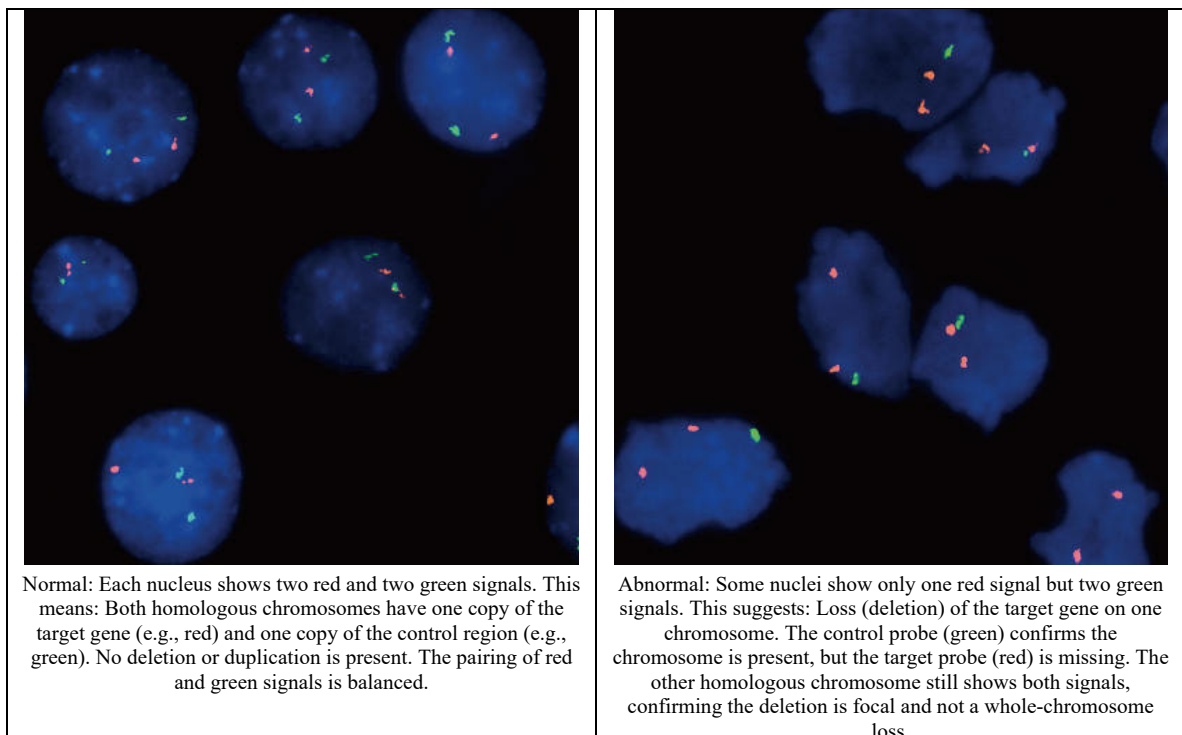 Normal: Each nucleus shows two red and two green signals. This
means: Both homologous chromosomes have one copy of the
target gene (e.g., red) and one copy of the control region (e.g.,
green). No deletion or duplication is present. The pairing of red
and green signals is balanced.
Abnormal: Some nuclei show only one red signal but two green
signals. This suggests: Loss (deletion) of the target gene on one
chromosome. The control probe (green) confirms the
chromosome is present, but the target probe (red) is missing. The
other homologous chromosome still shows both signals,
confirming the deletion is focal and not a whole-chromosome
loss